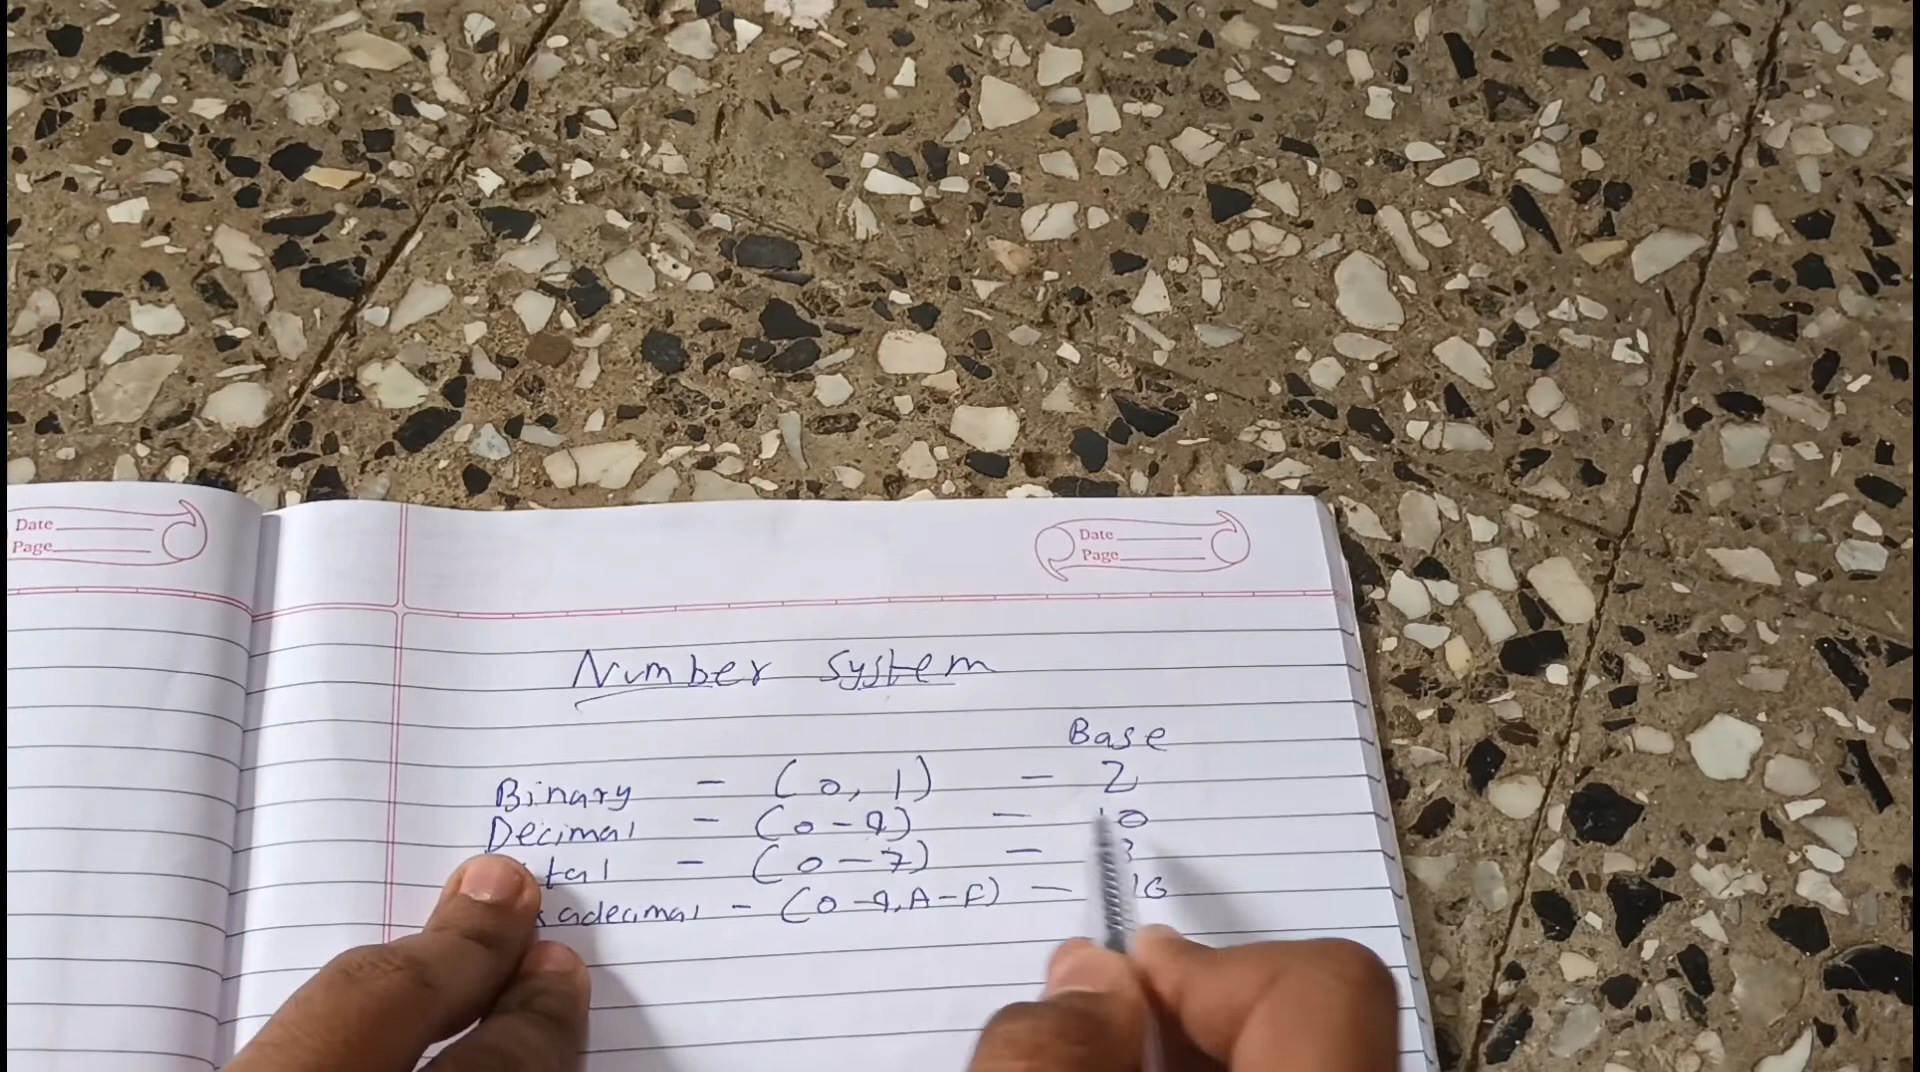 Date
Page
Date
Page
Number system
Base
Binary - (0, 1) - 2
Decimal - (0-9) - 10
tal - (0-7) -
adecimal - (0-9, A-F) - 16